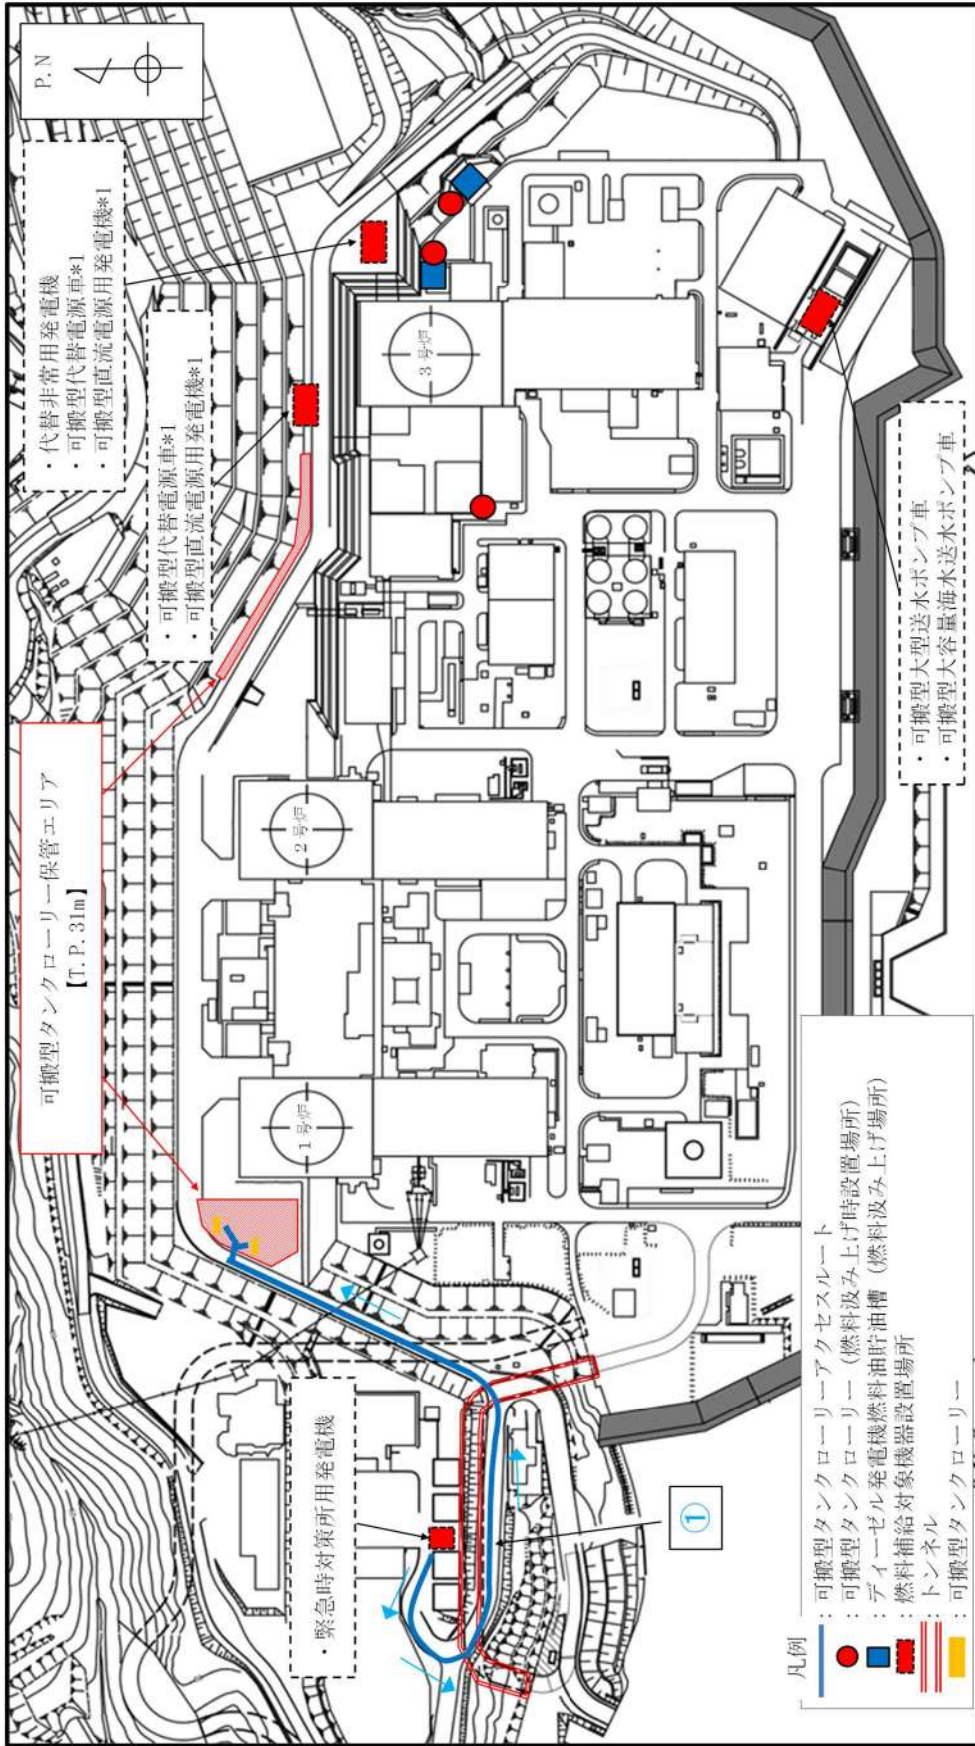 P.N
・代替非常用発電機
・可搬型代替電源車*1
・可搬型直流電源用発電機*1
・可搬型代替電源車*1
・可搬型直流電源用発電機*1
可搬型タンクローリー保管エリア
【T.P.31m】
・緊急時対策所用発電機
1号炉
2号炉
3号炉
①
・可搬型大型送水ポンプ車
・可搬型大容量海水送水ポンプ車
凡例
：可搬型タンクローリーアクセスルート
：可搬型タンクローリー（燃料汲み上げ時設置場所）
：ディーゼル発電機燃料油貯油槽（燃料汲み上げ場所）
：燃料補給対象機器設置場所
：トンネル
：可搬型タンクローリー